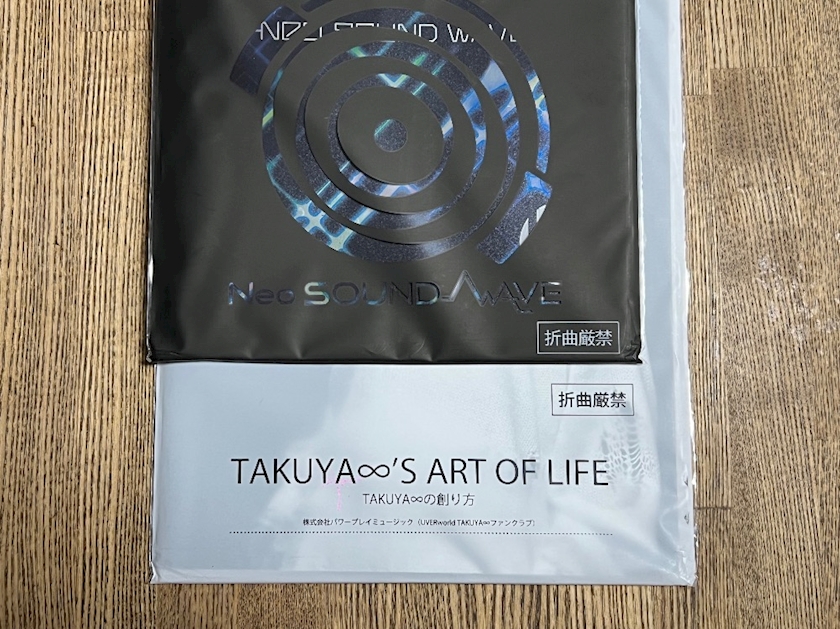 NEO SOUND WAVE
Neo SOUND-WAVE
折曲厳禁
折曲厳禁
TAKUYA∞'S ART OF LIFE
TAKUYA∞の創り方
株式会社パワープレイミュージック（UVERworld TAKUYA∞ファンクラブ）